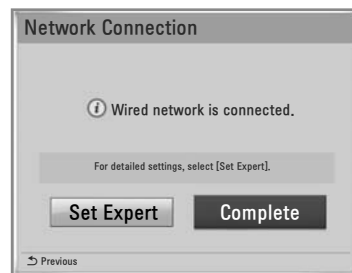 Network Connection
Wired network is connected.
For detailed settings, select [Set Expert].
Set Expert
Complete
Previous